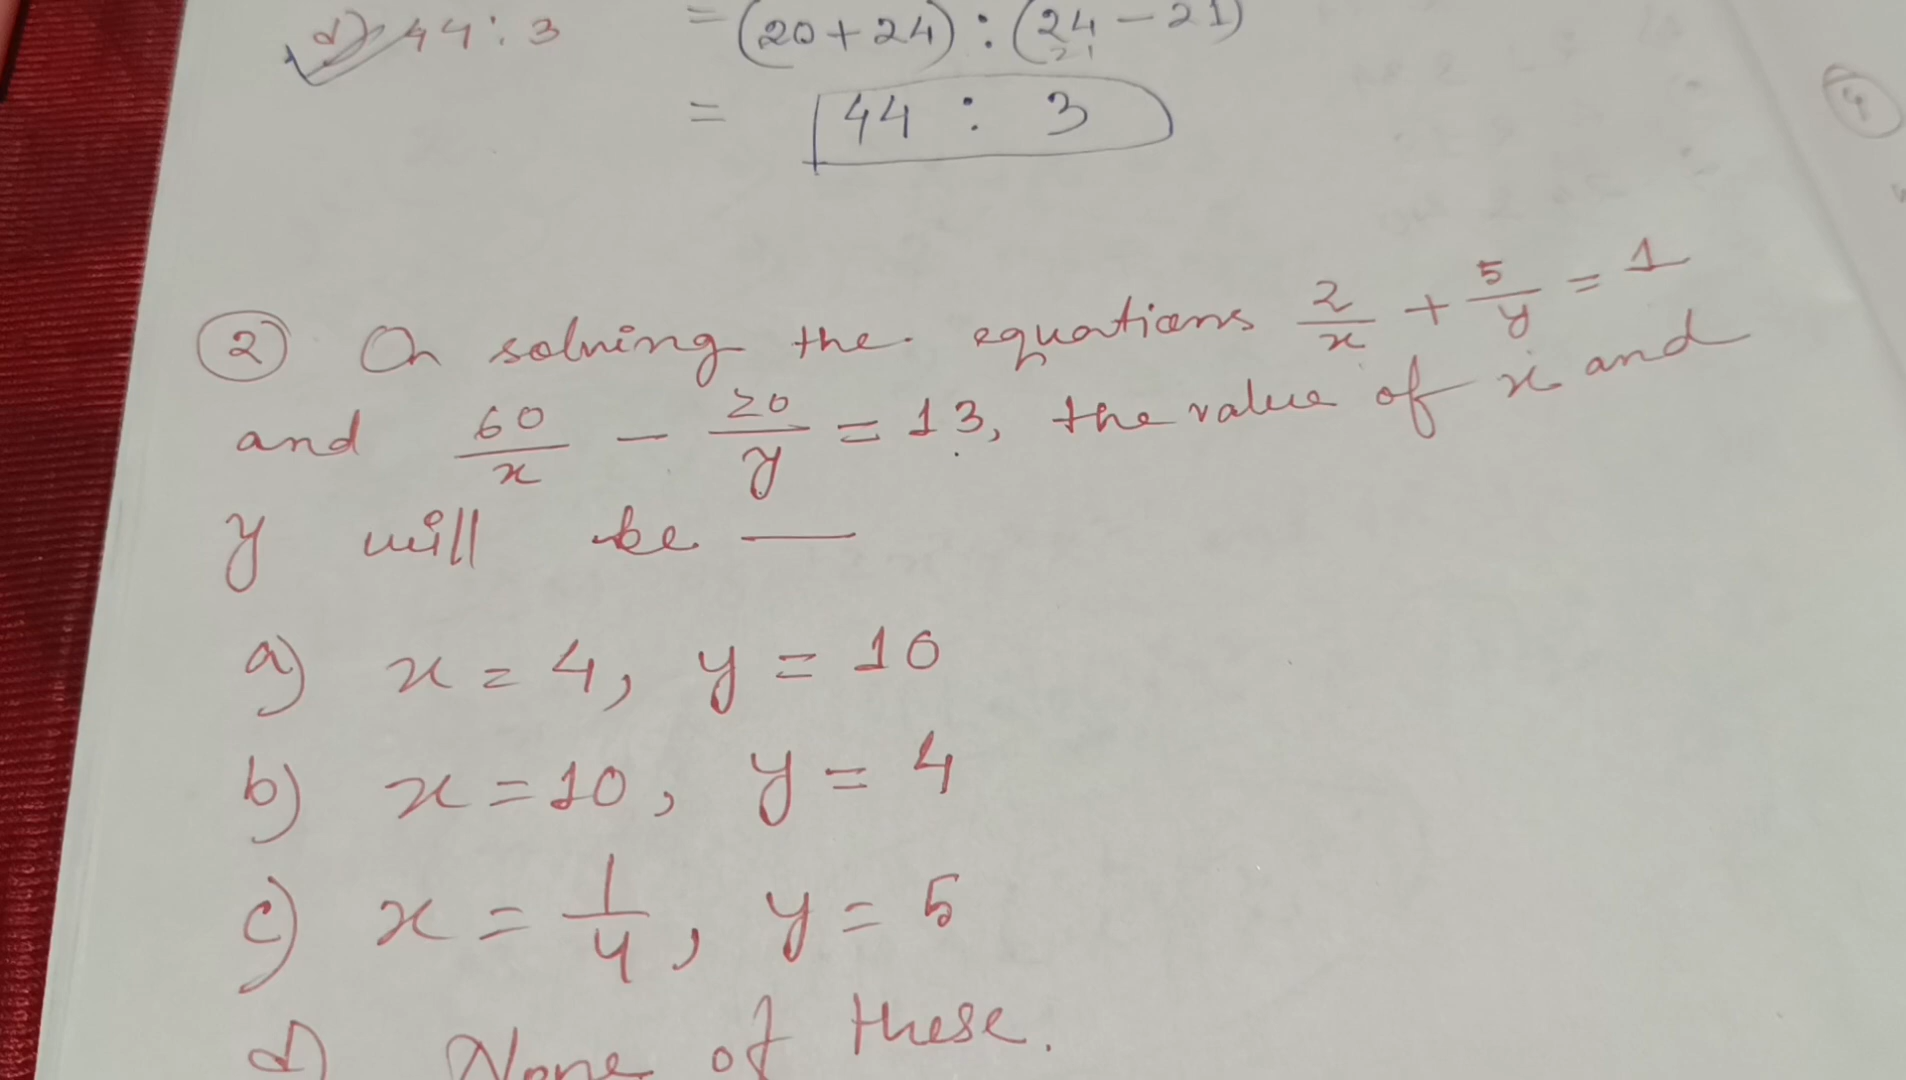 d) 44 : 3 = (20+24) : (24-21)
21
= 44 : 3
② On solving the equations 2/x + 5/y = 1
and 60/x - 20/y = 13, the value of x and
y will be —
a) x = 4, y = 10
b) x = 10, y = 4
c) x = 1/4, y = 5
d) None of these.